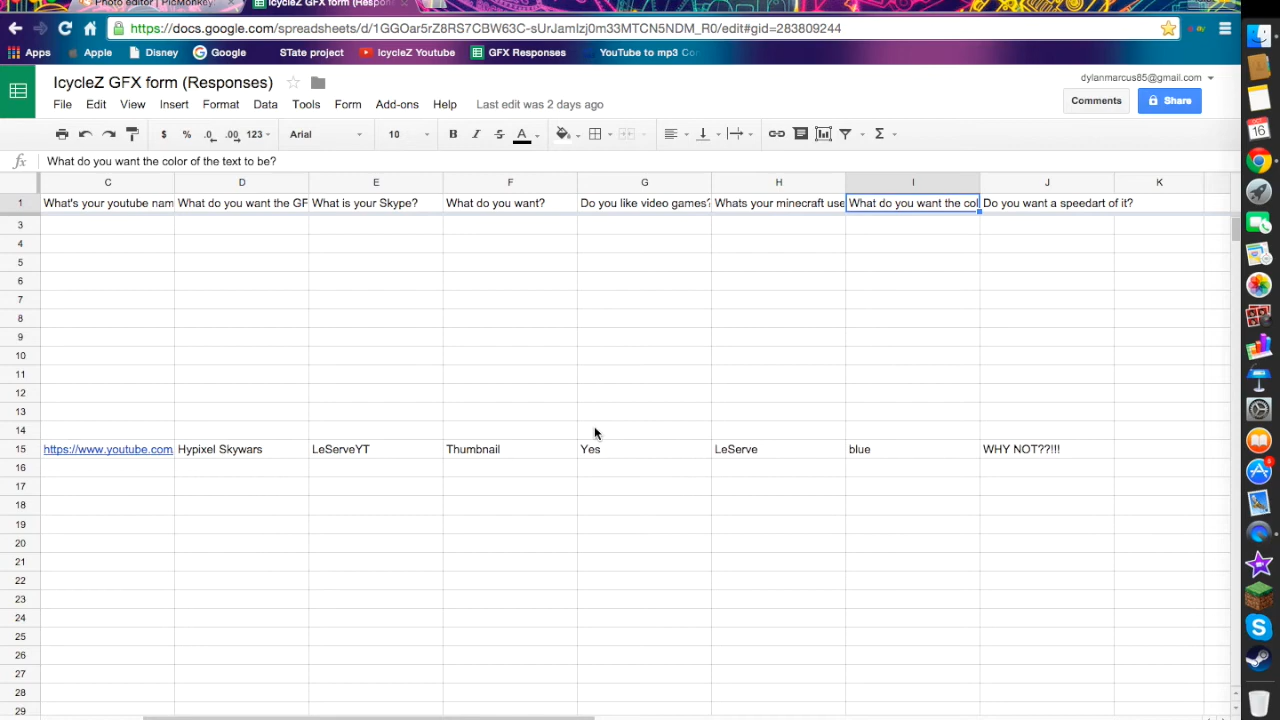 Photo editor | PicMonkey
IcycleZ GFX form (Respon
https://docs.google.com/spreadsheets/d/1GGOar5rZ8RS7CBW63C-sUrJamIzj0m33MTCN5NDM_R0/edit#gid=283809244
Apps Apple Disney Google SState project IcycleZ Youtube GFX Responses YouTube to mp3 Con
IcycleZ GFX form (Responses)
dylanmarcus85@gmail.com
File Edit View Insert Format Data Tools Form Add-ons Help Last edit was 2 days ago
Comments Share
$ % .0 .00 123 Arial 10 B I S A Σ
fx What do you want the color of the text to be?
C D E F G H I J K
1 What's your youtube nam What do you want the GF What is your Skype? What do you want? Do you like video games? Whats your minecraft use What do you want the col Do you want a speedart of it?
3
4
5
6
7
8
9
10
11
12
13
14
15 https://www.youtube.com Hypixel Skywars LeServeYT Thumbnail Yes LeServe blue WHY NOT??!!!
16
17
18
19
20
21
22
23
24
25
26
27
28
29
16